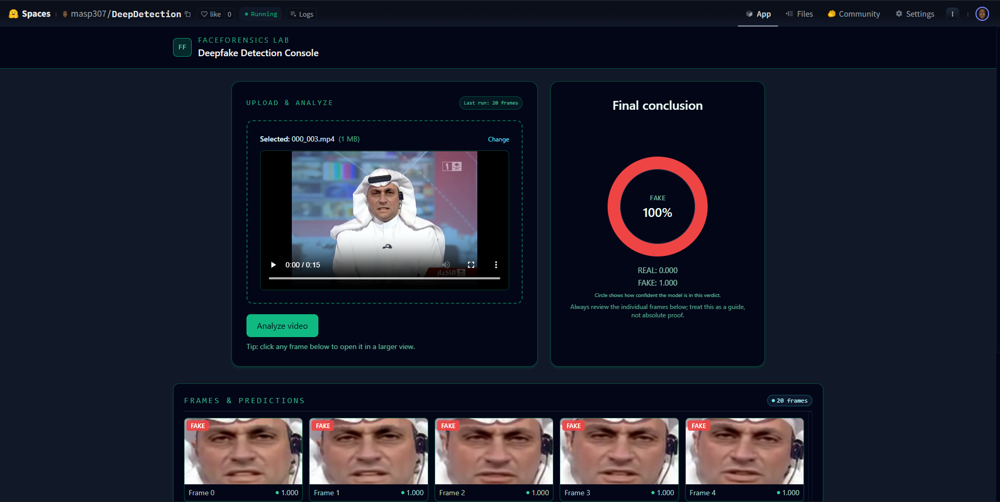 Spaces
masp307/DeepDetection
like 0
Running
Logs
App
Files
Community
Settings
FF
FACEFORENSICS LAB
Deepfake Detection Console
UPLOAD & ANALYZE
Last run: 20 frames
Selected: 000_003.mp4 (1 MB)
Change
١
الأخبار
0:00 / 0:15
Analyze video
Tip: click any frame below to open it in a larger view.
Final conclusion
FAKE
100%
REAL: 0.000
FAKE: 1.000
Circle shows how confident the model is in this verdict.
Always review the individual frames below; treat this as a guide,
not absolute proof.
FRAMES & PREDICTIONS
20 frames
FAKE
FAKE
FAKE
FAKE
FAKE
Frame 0 1.000
Frame 1 1.000
Frame 2 1.000
Frame 3 1.000
Frame 4 1.000